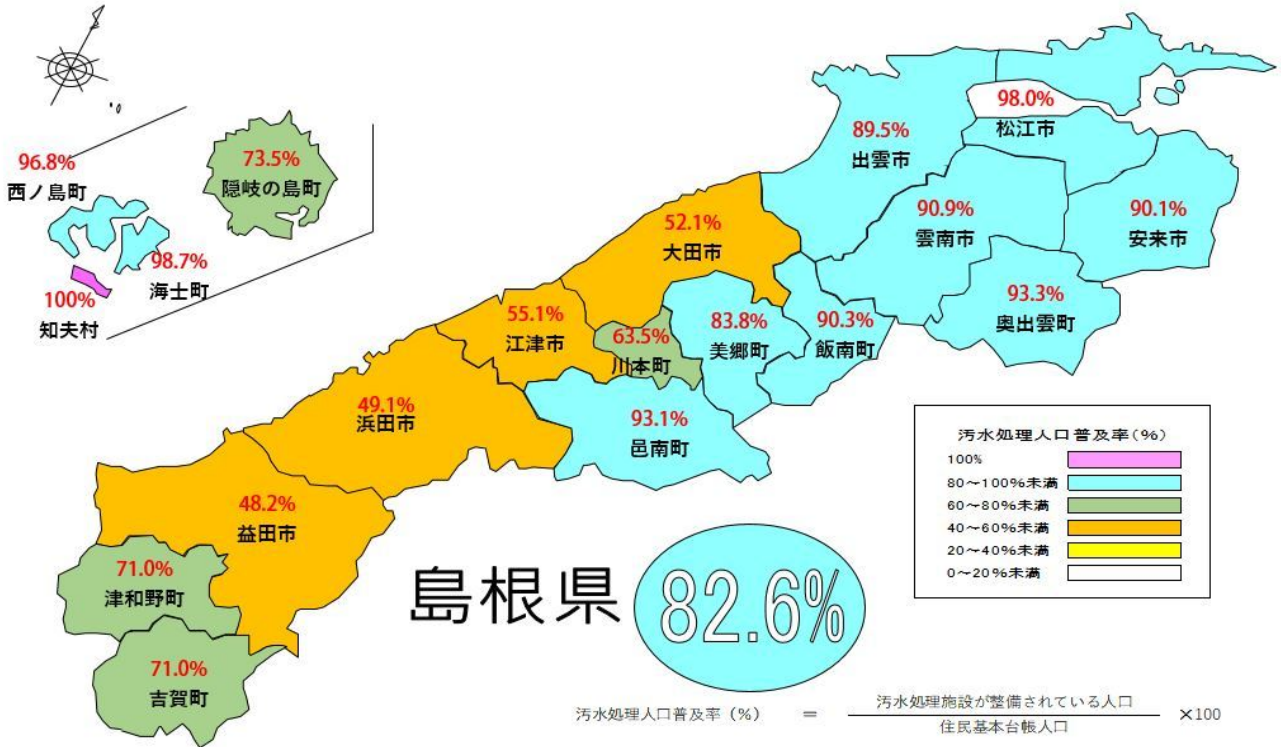 98.0%
松江市
89.5%
出雲市
96.8%
西ノ島町
73.5%
隠岐の島町
90.9%
雲南市
90.1%
安来市
52.1%
大田市
98.7%
海士町
100%
知夫村
93.3%
奥出雲町
55.1%
江津市
63.5%
川本町
83.8%
美郷町
90.3%
飯南町
49.1%
浜田市
93.1%
邑南町
48.2%
益田市
71.0%
津和野町
71.0%
吉賀町
汚水処理人口普及率(%)
100%
80～100%未満
60～80%未満
40～60%未満
20～40%未満
0～20%未満
島根県 82.6%
汚水処理人口普及率（%） ＝ 汚水処理施設が整備されている人口
住民基本台帳人口 ×100